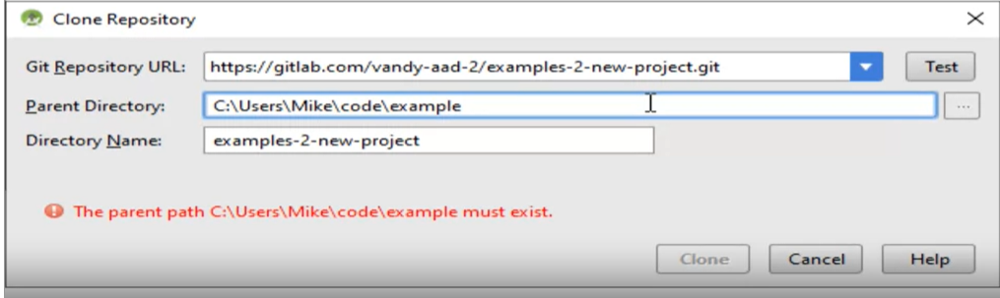 Clone Repository
Git Repository URL: https://gitlab.com/vandy-aad-2/examples-2-new-project.git Test
Parent Directory: C:\Users\Mike\code\example ...
Directory Name: examples-2-new-project
The parent path C:\Users\Mike\code\example must exist.
Clone Cancel Help